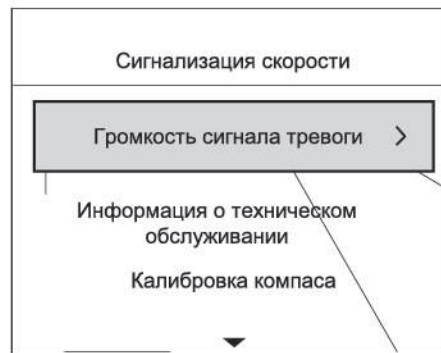 Сигнализация скорости
Громкость сигнала тревоги
Информация о техническом
обслуживании
Калибровка компаса